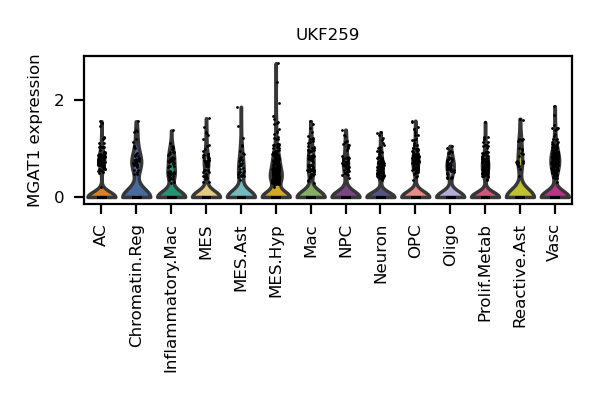 UKF259
MGAT1 expression
2
0
AC
Chromatin.Reg
Inflammatory.Mac
MES
MES.Ast
MES.Hyp
Mac
NPC
Neuron
OPC
Oligo
Prolif.Metab
Reactive.Ast
Vasc